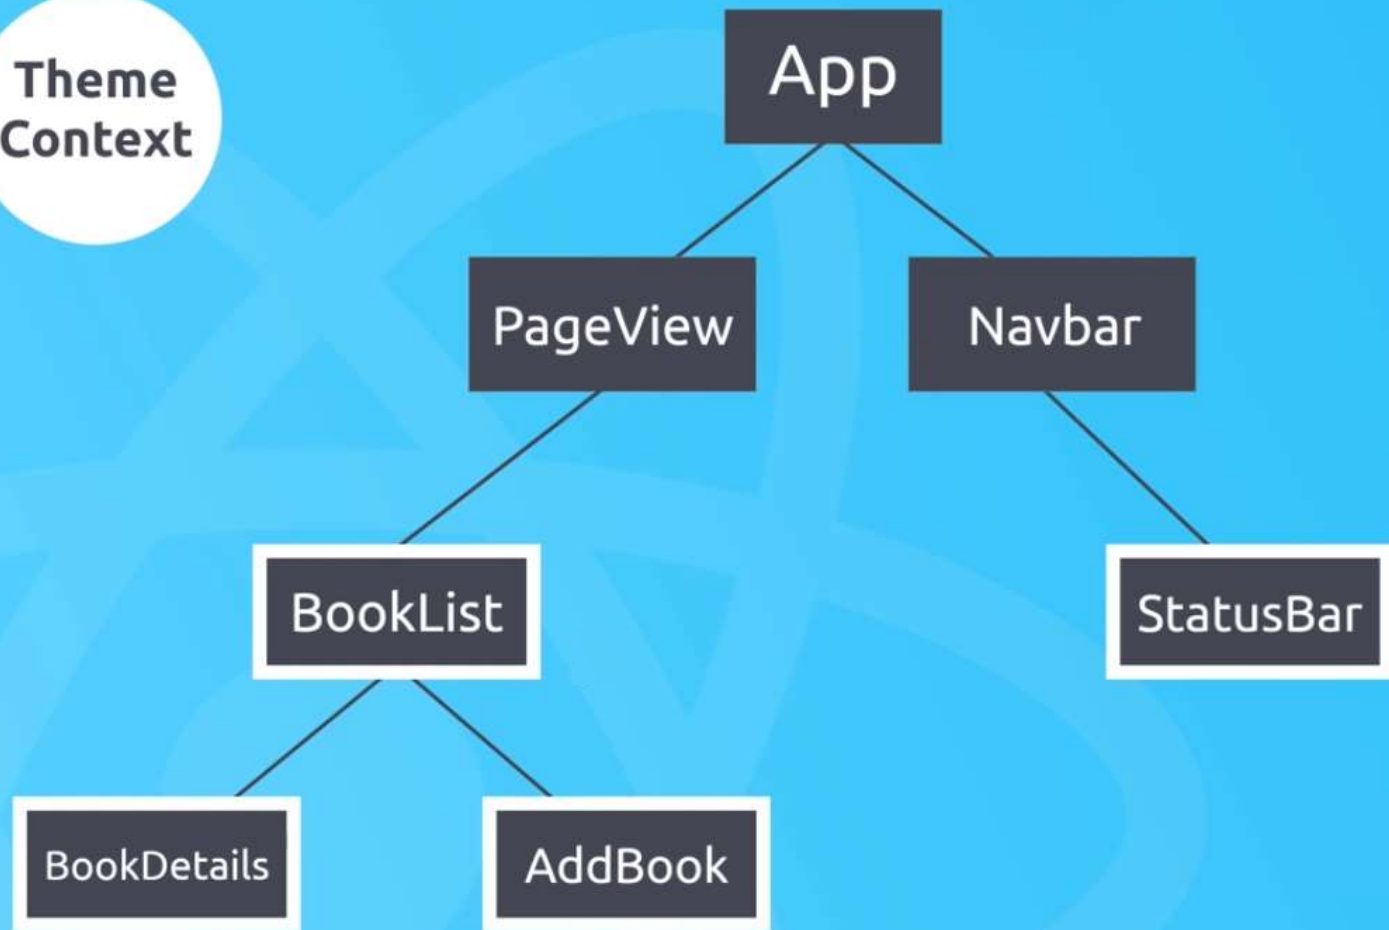 Theme
Context
App
PageView
Navbar
BookList
StatusBar
BookDetails
AddBook